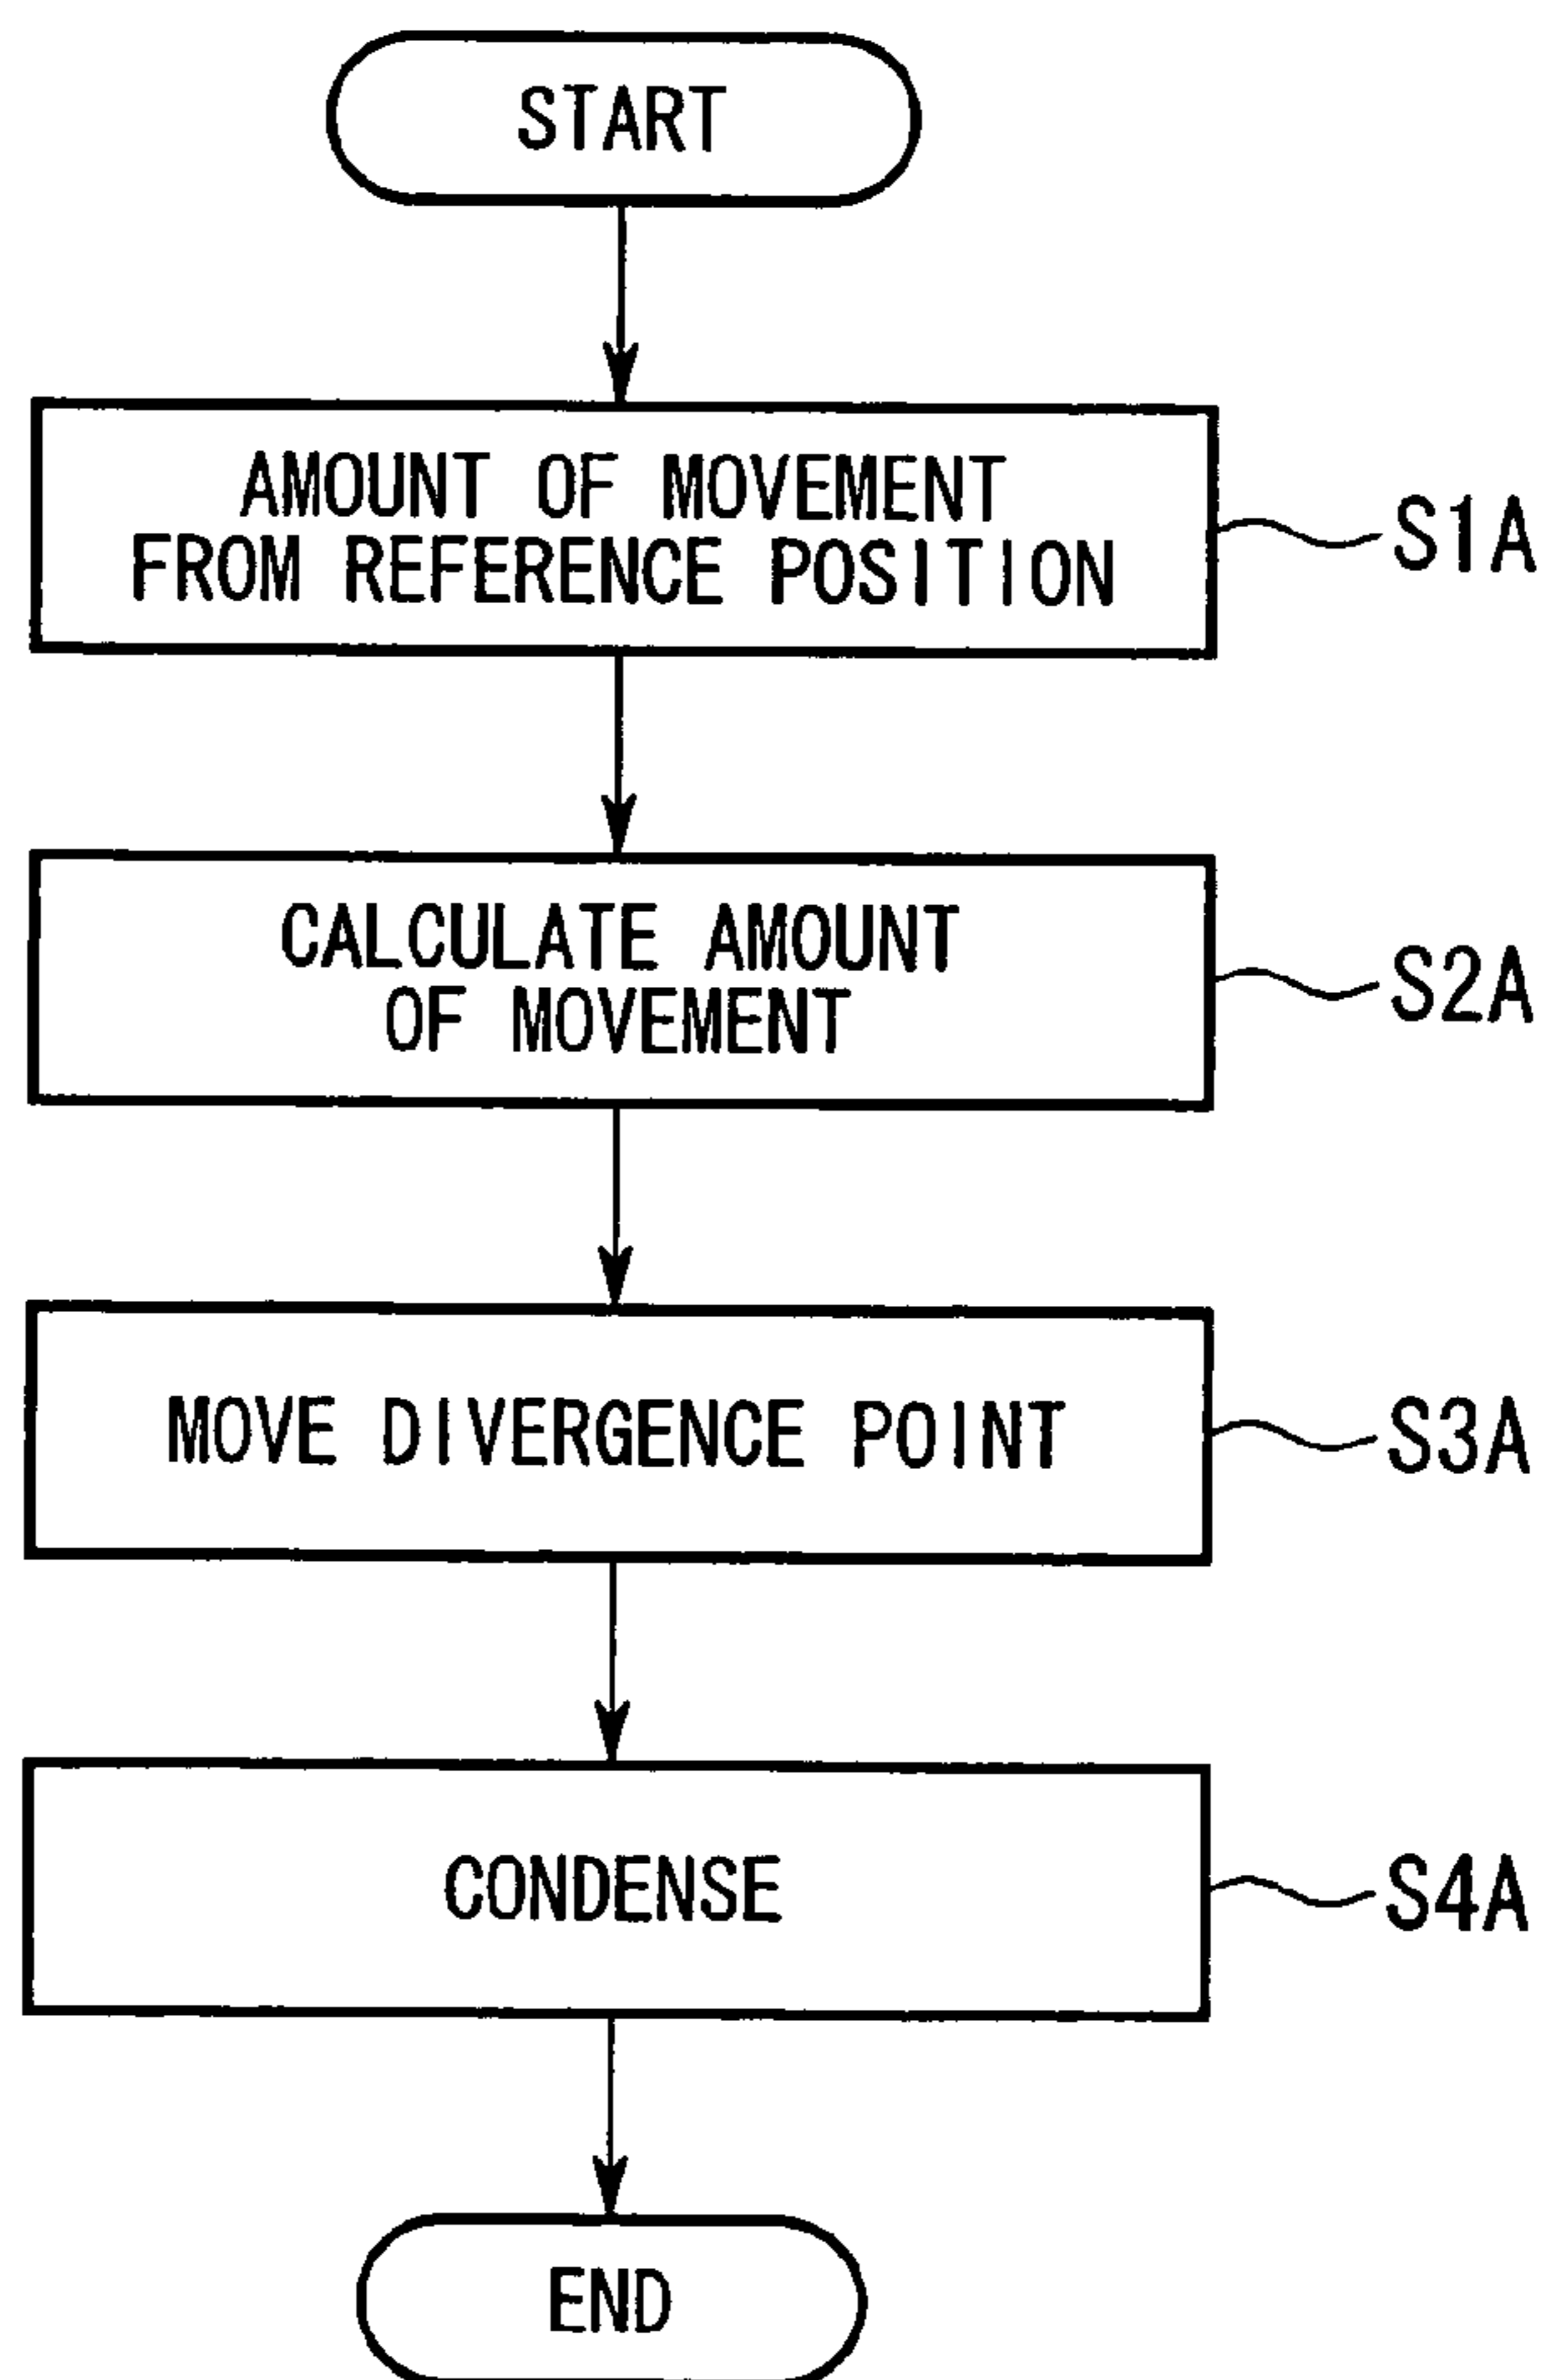 START
AMOUNT OF MOVEMENT
FROM REFERENCE POSITION
S1A
CALCULATE AMOUNT
OF MOVEMENT
S2A
MOVE DIVERGENCE POINT
S3A
CONDENSE
S4A
END